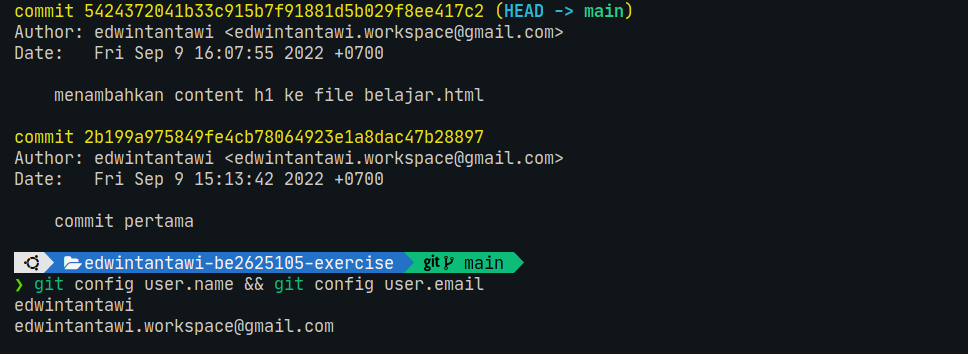 commit 5424372041b33c915b7f91881d5b029f8ee417c2 (HEAD -> main)
Author: edwintantawi <edwintantawi.workspace@gmail.com>
Date:   Fri Sep 9 16:07:55 2022 +0700
    menambahkan content h1 ke file belajar.html
commit 2b199a975849fe4cb78064923e1a8dac47b28897
Author: edwintantawi <edwintantawi.workspace@gmail.com>
Date:   Fri Sep 9 15:13:42 2022 +0700
    commit pertama
edwintantawi-be2625105-exercise git main
❯ git config user.name && git config user.email
edwintantawi
edwintantawi.workspace@gmail.com